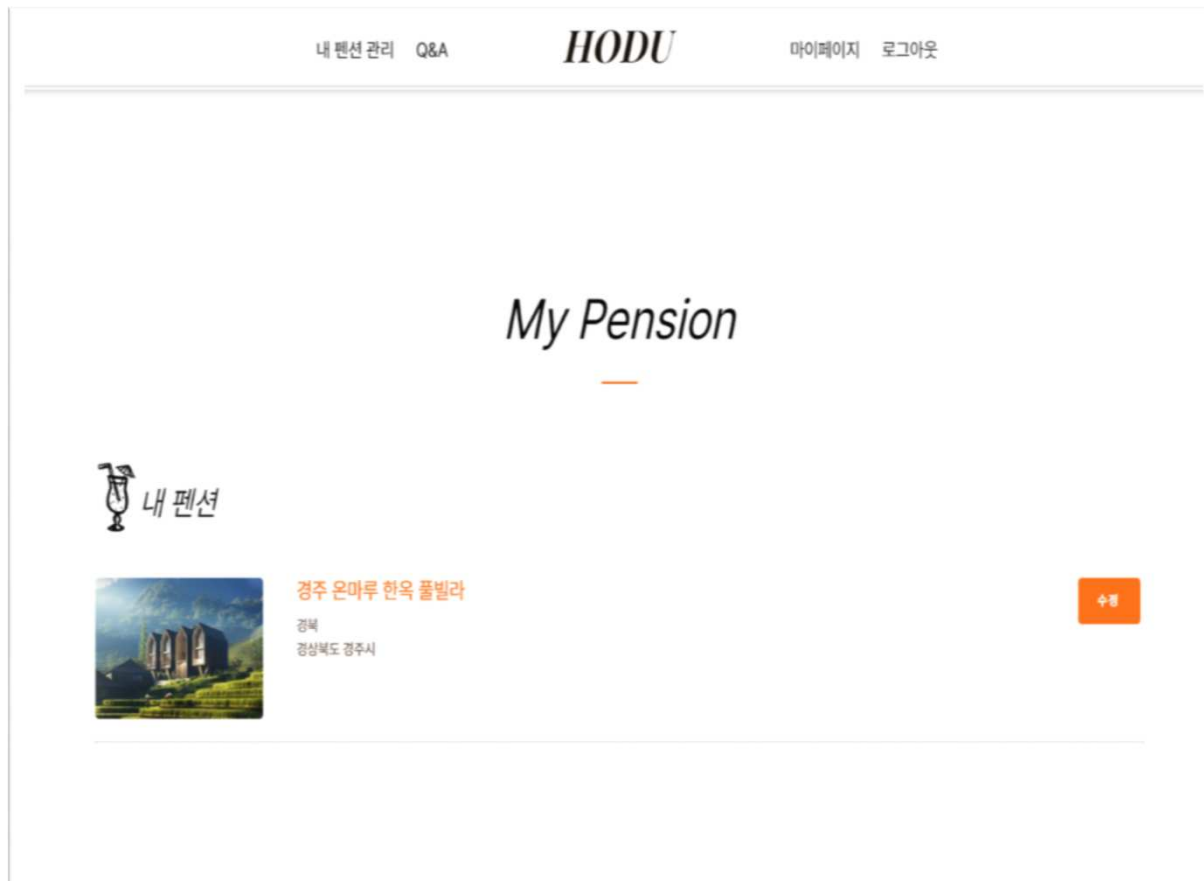 내 펜션 관리 Q&A HODU 마이페이지 로그아웃
My Pension
내 펜션
경주 온마루 한옥 풀빌라 수정
경북
경상북도 경주시